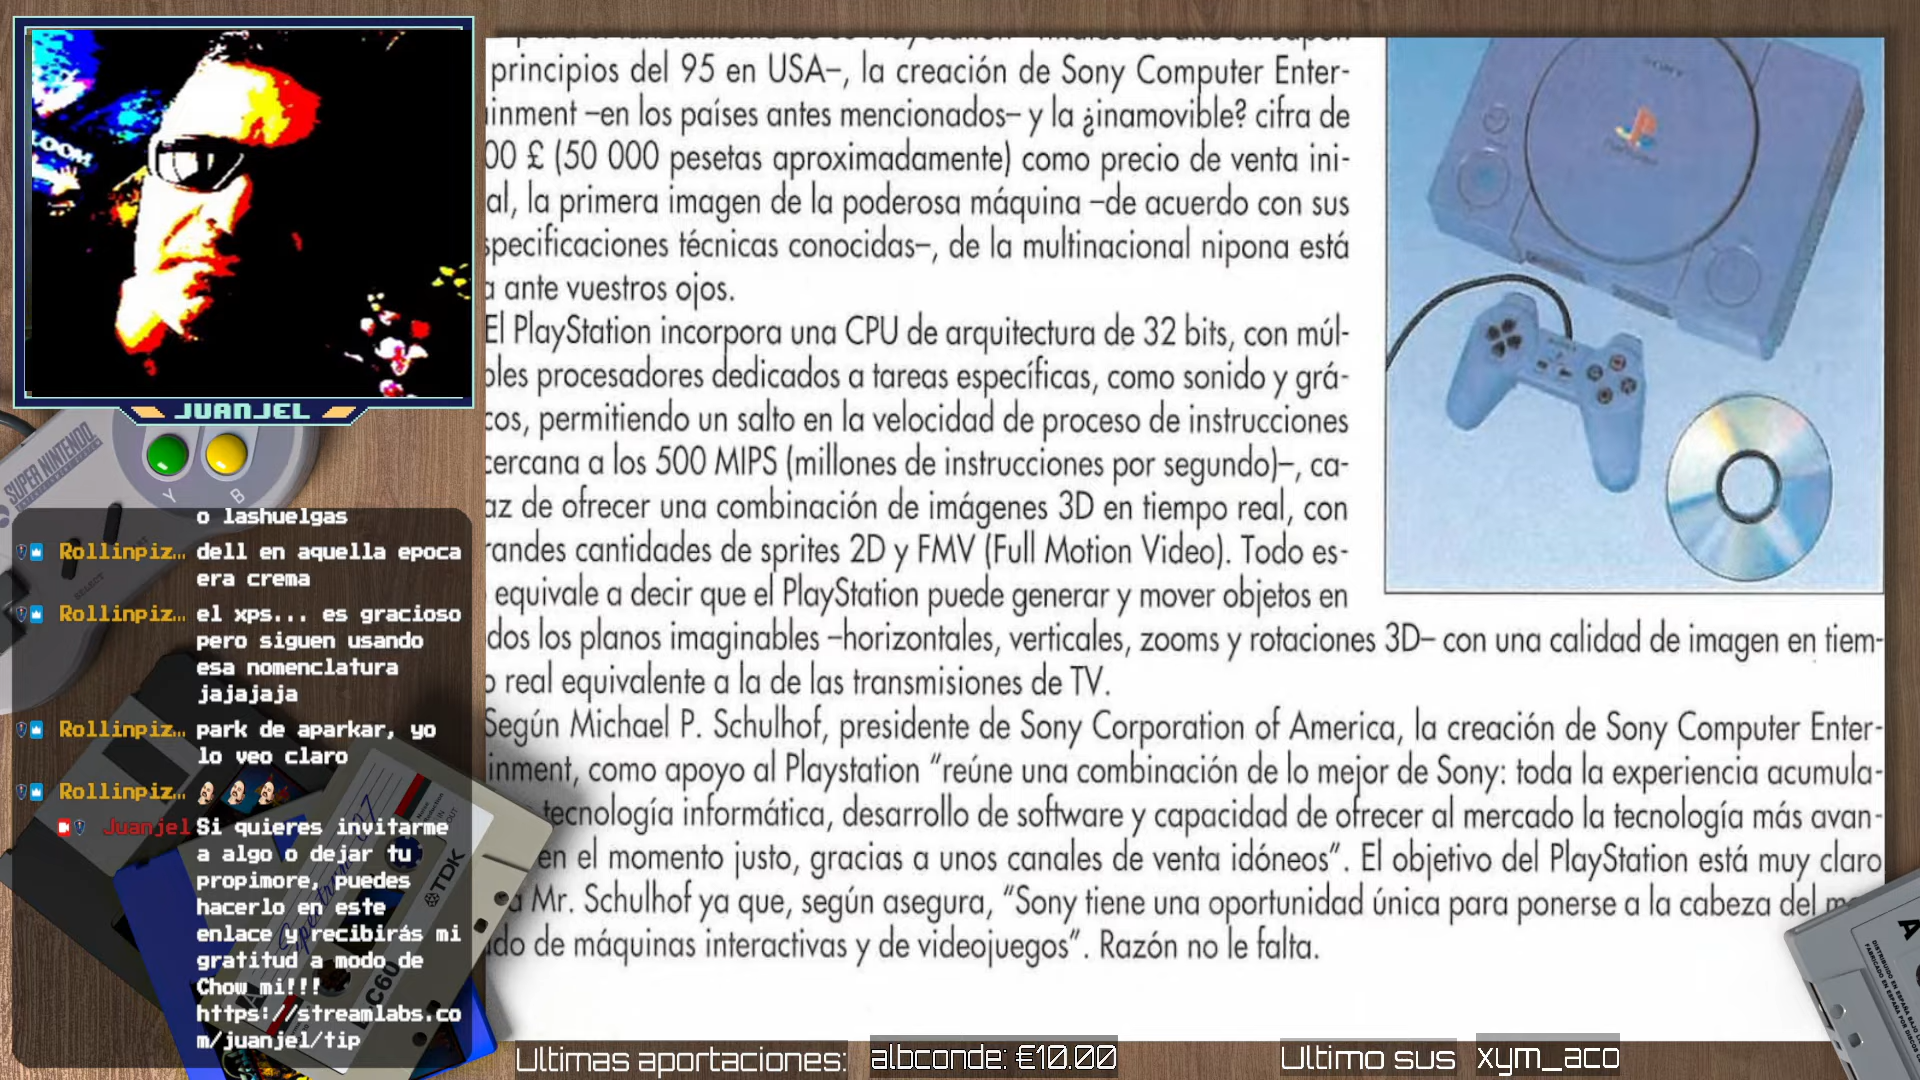 principios del 95 en USA–, la creación de Sony Computer Enter-
inment –en los países antes mencionados– y la ¿inamovible? cifra de
00 £ (50 000 pesetas aproximadamente) como precio de venta ini-
al, la primera imagen de la poderosa máquina –de acuerdo con sus
specificaciones técnicas conocidas–, de la multinacional nipona está
a ante vuestros ojos.
El PlayStation incorpora una CPU de arquitectura de 32 bits, con múl-
ples procesadores dedicados a tareas específicas, como sonido y grá-
cos, permitiendo un salto en la velocidad de proceso de instrucciones
cercana a los 500 MIPS (millones de instrucciones por segundo)–, ca-
az de ofrecer una combinación de imágenes 3D en tiempo real, con
randes cantidades de sprites 2D y FMV (Full Motion Video). Todo es-
equivale a decir que el PlayStation puede generar y mover objetos en
dos los planos imaginables –horizontales, verticales, zooms y rotaciones 3D– con una calidad de imagen en tiem-
o real equivalente a la de las transmisiones de TV.
Según Michael P. Schulhof, presidente de Sony Corporation of America, la creación de Sony Computer Enter-
inment, como apoyo al Playstation “reúne una combinación de lo mejor de Sony: toda la experiencia acumula-
tecnología informática, desarrollo de software y capacidad de ofrecer al mercado la tecnología más avan-
en el momento justo, gracias a unos canales de venta idóneos”. El objetivo del PlayStation está muy claro
a Mr. Schulhof ya que, según asegura, “Sony tiene una oportunidad única para ponerse a la cabeza del
do de máquinas interactivas y de videojuegos”. Razón no le falta.
SONY
LOOM
JUANJEL
SUPER NINTENDO
Y
B
SELECT
o lashuelgas
Rollinpiz… dell en aquella epoca
era crema
Rollinpiz… el xps... es gracioso
pero siguen usando
esa nomenclatura
jajajaja
Rollinpiz… park de aparkar, yo
lo veo claro
Rollinpiz…
Juanjel Si quieres invitarme
a algo o dejar tu
propimore, puedes
hacerlo en este
enlace y recibirás mi
gratitud a modo de
Chow mi!!!
https://streamlabs.co
m/juanjel/tip
TDK
C60
A
Spectrum 07
Ultimas aportaciones: albconde: €10.00
Ultimo sus xym_aco
A